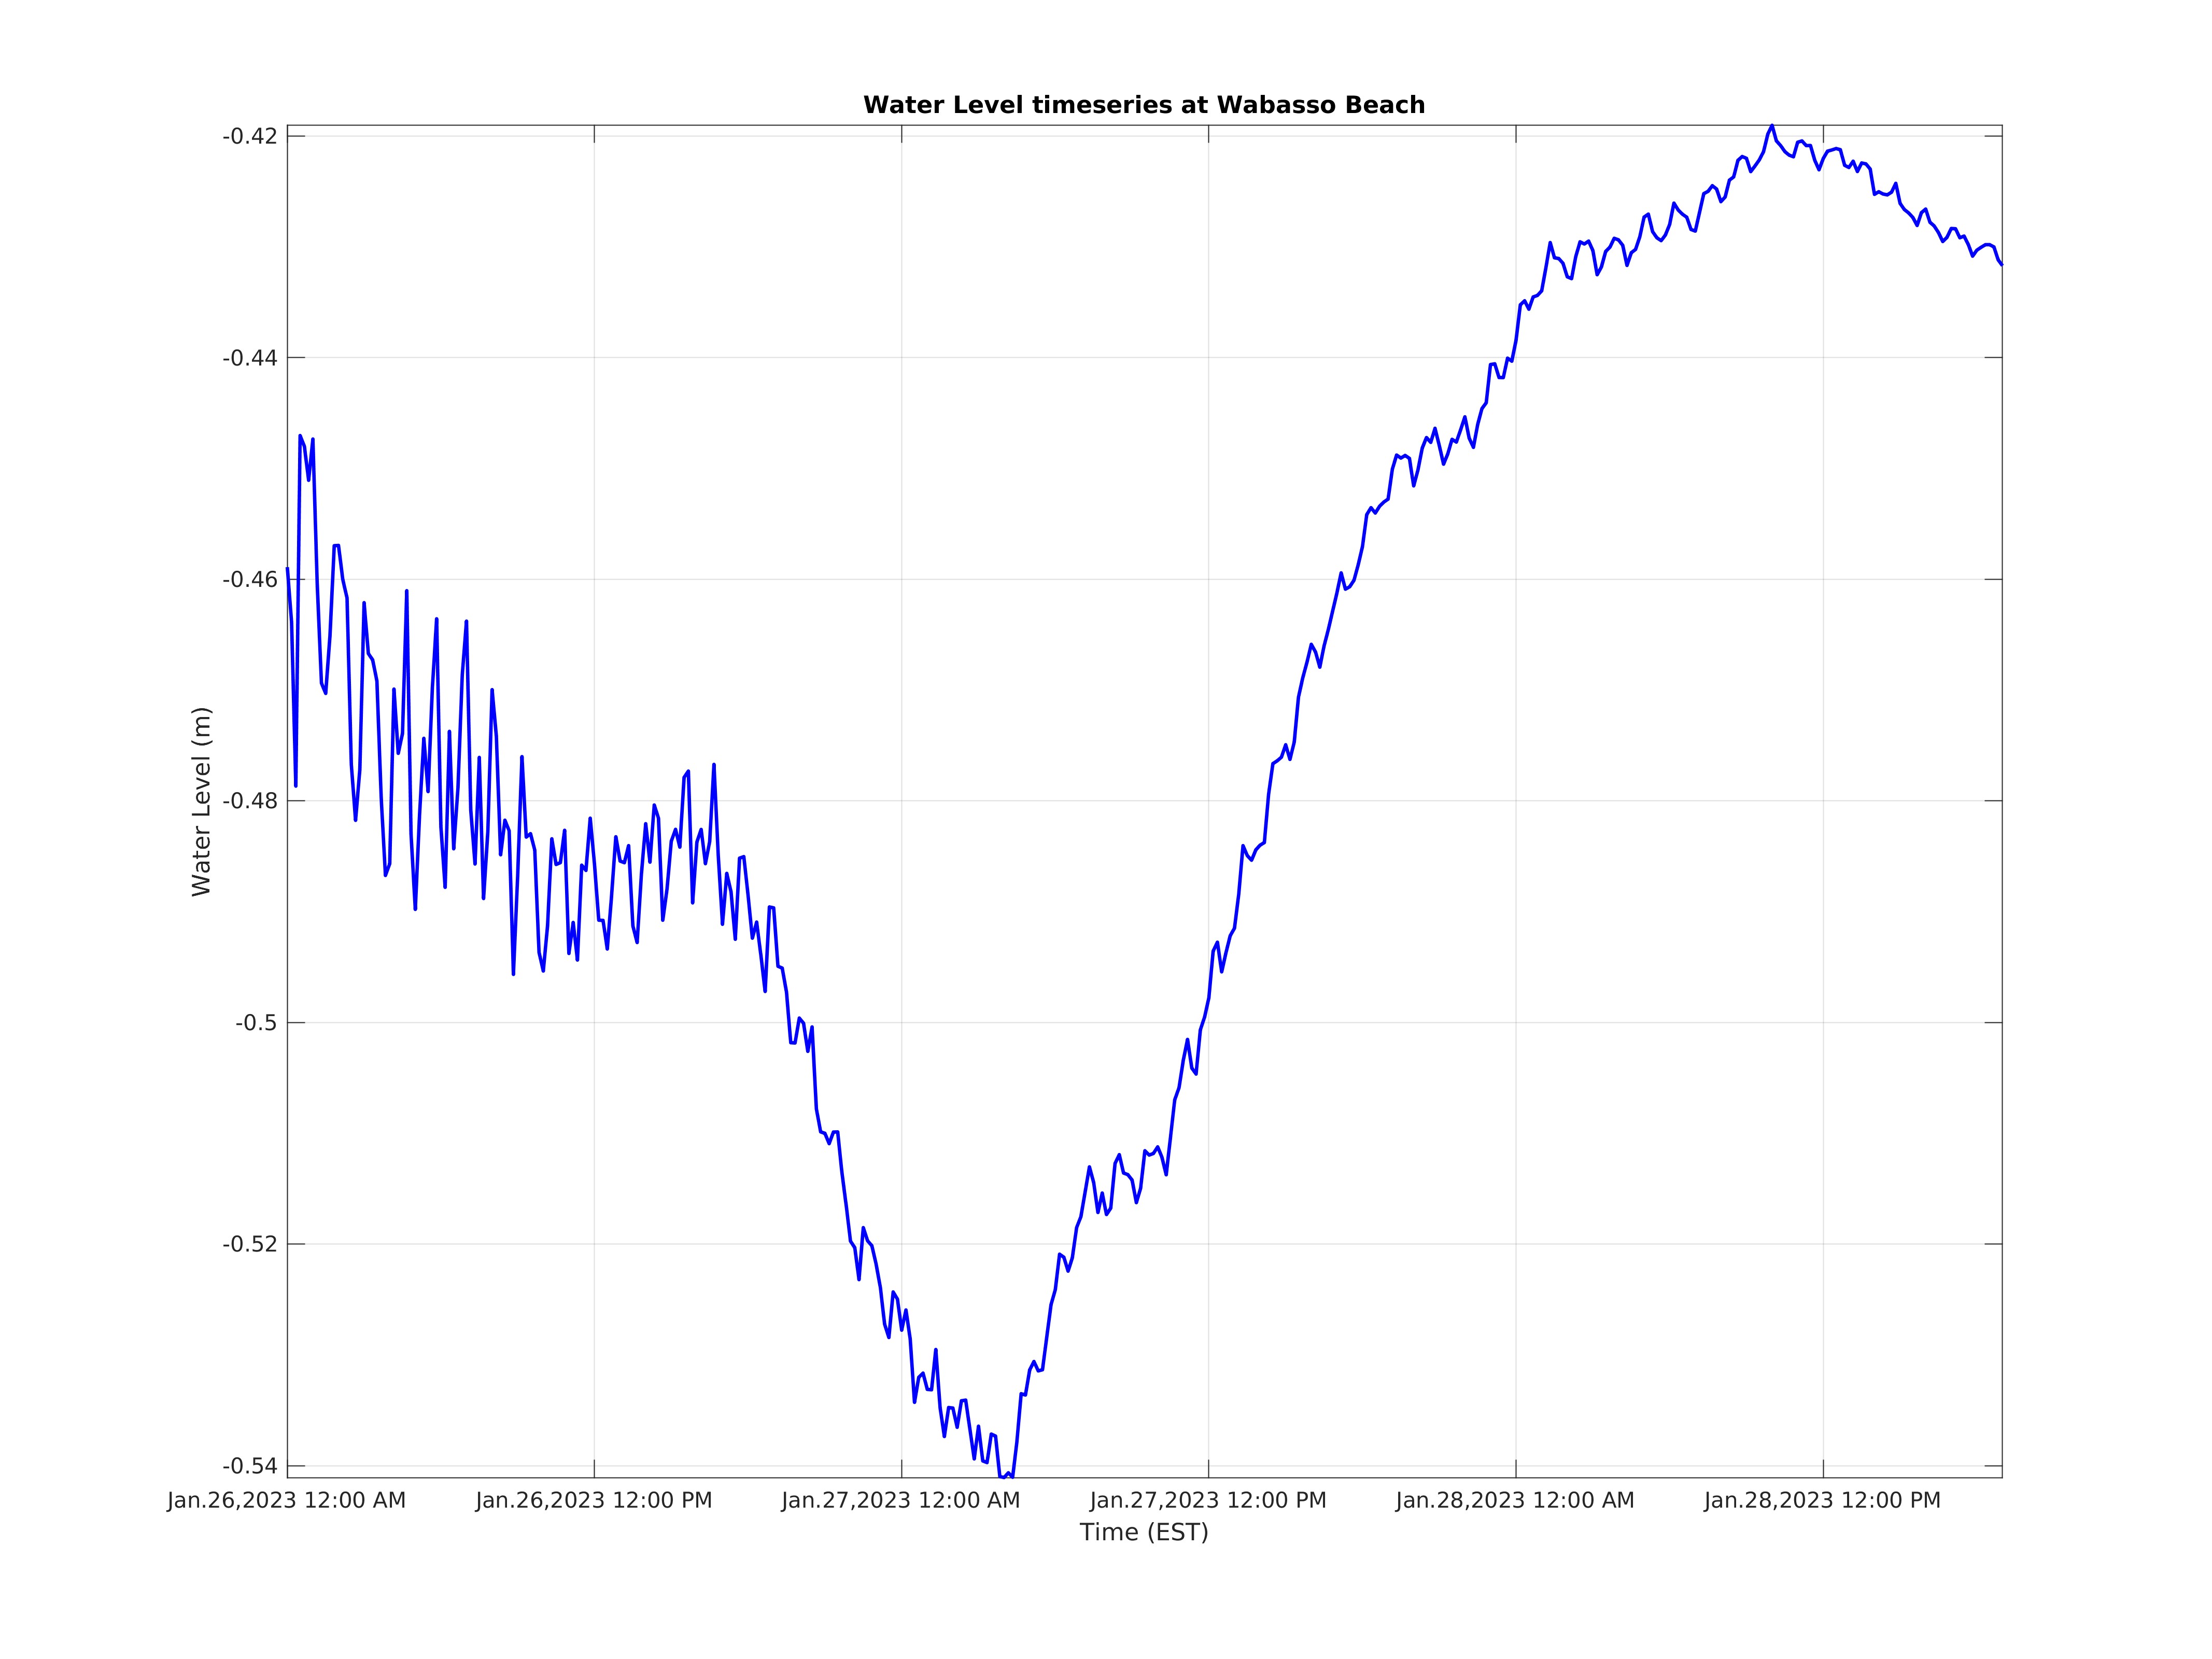 Water Level timeseries at Wabasso Beach
-0.42
-0.44
-0.46
-0.48
-0.5
-0.52
-0.54
Water Level (m)
Jan.26,2023 12:00 AM
Jan.26,2023 12:00 PM
Jan.27,2023 12:00 AM
Jan.27,2023 12:00 PM
Jan.28,2023 12:00 AM
Jan.28,2023 12:00 PM
Time (EST)